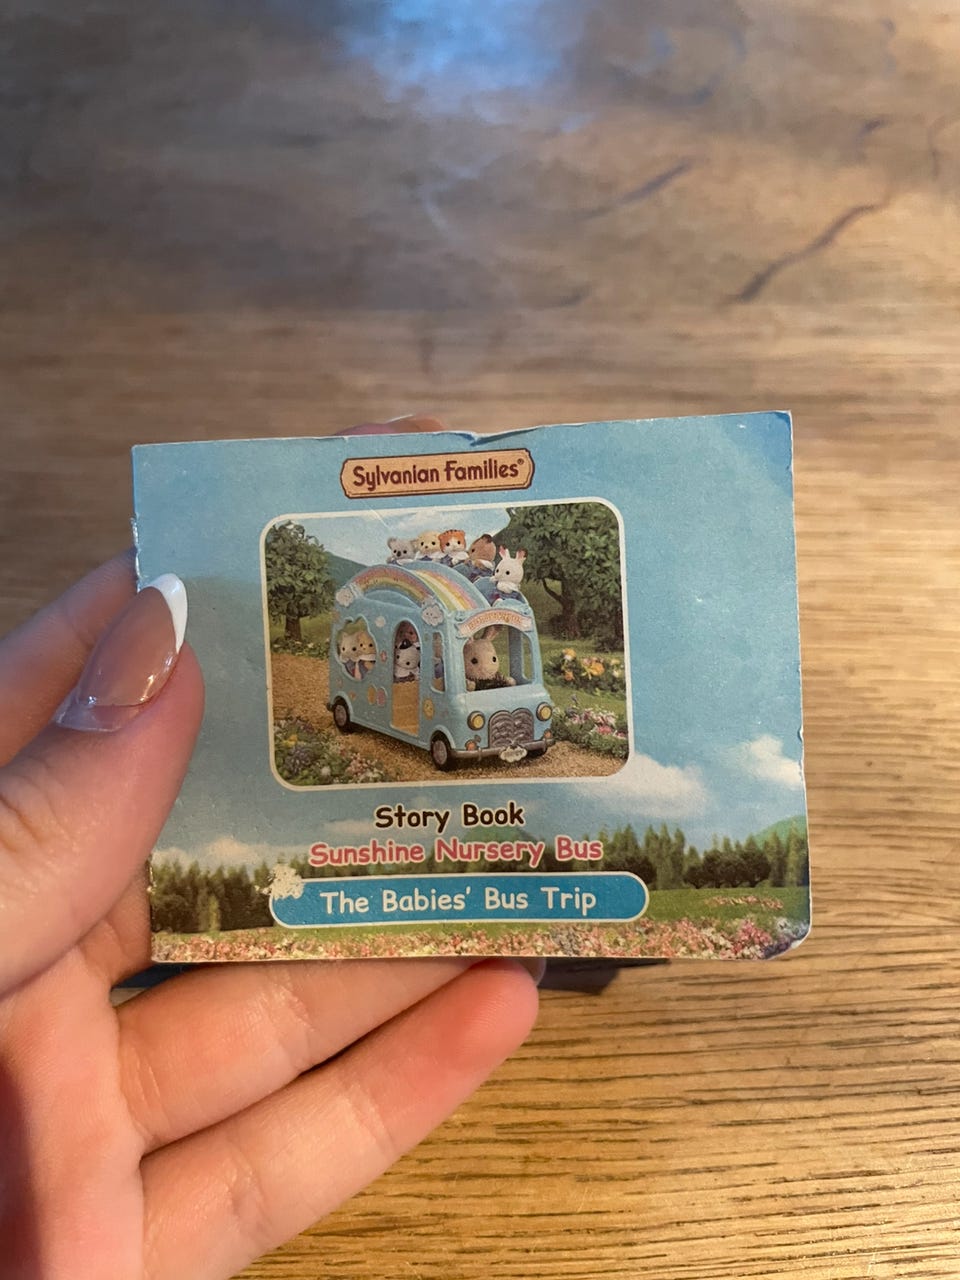 Sylvanian Families®
Story Book
Sunshine Nursery Bus
The Babies' Bus Trip